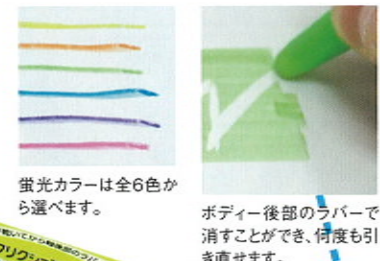 蛍光カラーは全6色か
ら選べます。
ボディー後部のラバーで
消すことができ、何度も引
き直せます。